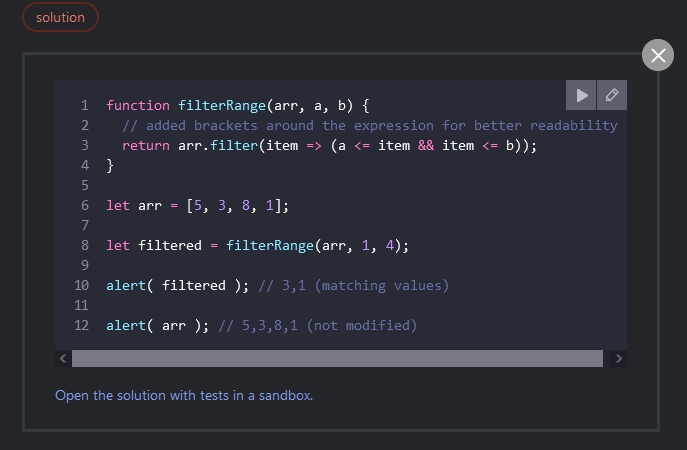 solution
1 function filterRange(arr, a, b) {
2   // added brackets around the expression for better readability
3   return arr.filter(item => (a <= item && item <= b));
4 }
5
6 let arr = [5, 3, 8, 1];
7
8 let filtered = filterRange(arr, 1, 4);
9
10 alert( filtered ); // 3,1 (matching values)
11
12 alert( arr ); // 5,3,8,1 (not modified)
Open the solution with tests in a sandbox.